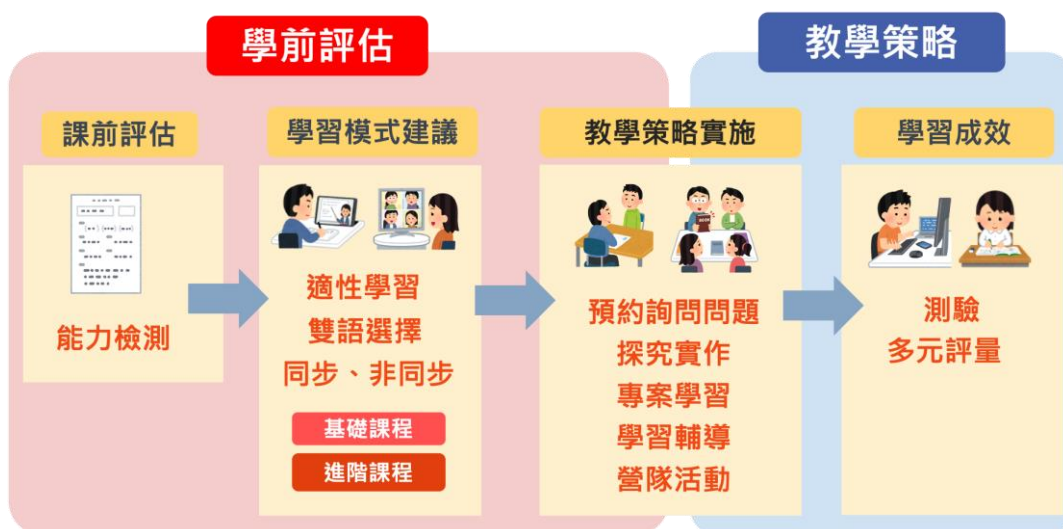 學前評估
教學策略
課前評估
能力檢測
學習模式建議
適性學習
雙語選擇
同步、非同步
基礎課程
進階課程
教學策略實施
預約詢問問題
探究實作
專案學習
學習輔導
營隊活動
學習成效
測驗
多元評量